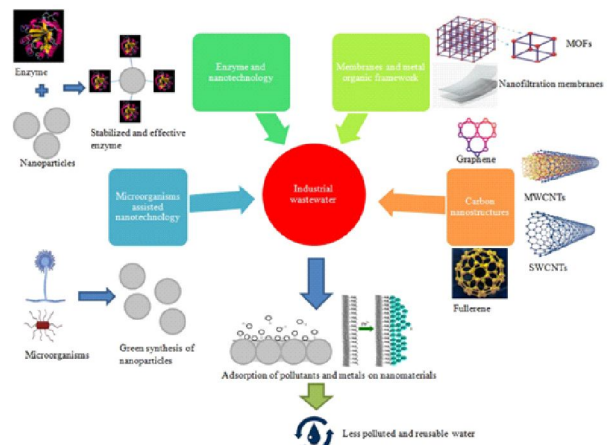 Enzyme
Nanoparticles
Stabilized and effective
enzyme
Enzyme and
nanotechnology
Membranes and metal
organic framework
MOFs
Nanofiltration membranes
Graphene
MWCNTs
SWCNTs
Carbon
nanostructures
Fullerene
Industrial
wastewater
Microorganisms
assisted
nanotechnology
Microorganisms
Green synthesis of
nanoparticles
Adsorption of pollutants and metals on nanomaterials
Less polluted and reusable water